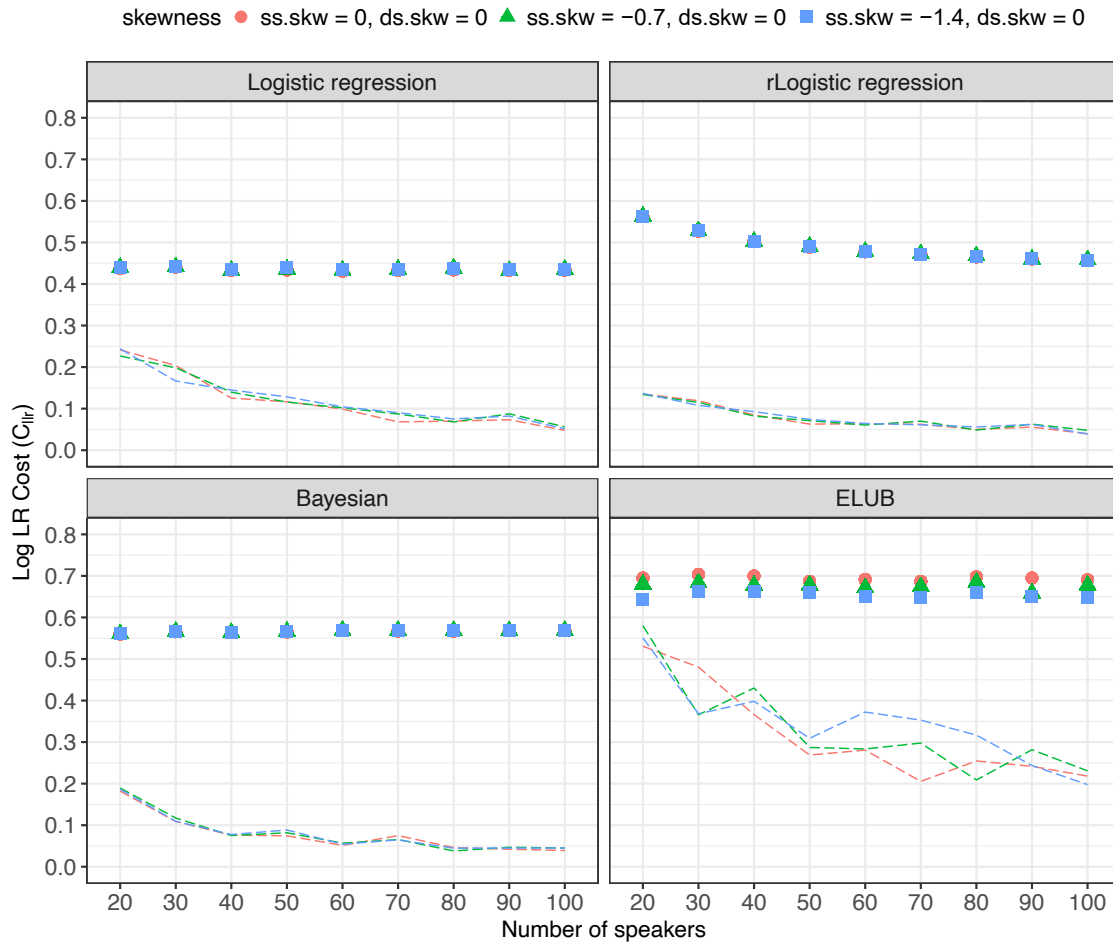 skewness ss.skw = 0, ds.skw = 0 ss.skw = −0.7, ds.skw = 0 ss.skw = −1.4, ds.skw = 0
Logistic regression
rLogistic regression
0.8
0.7
0.6
0.5
0.4
0.3
0.2
0.1
0.0
Bayesian
ELUB
0.8
0.7
0.6
0.5
0.4
0.3
0.2
0.1
0.0
Log LR Cost (Cllr)
20 30 40 50 60 70 80 90 100
20 30 40 50 60 70 80 90 100
Number of speakers